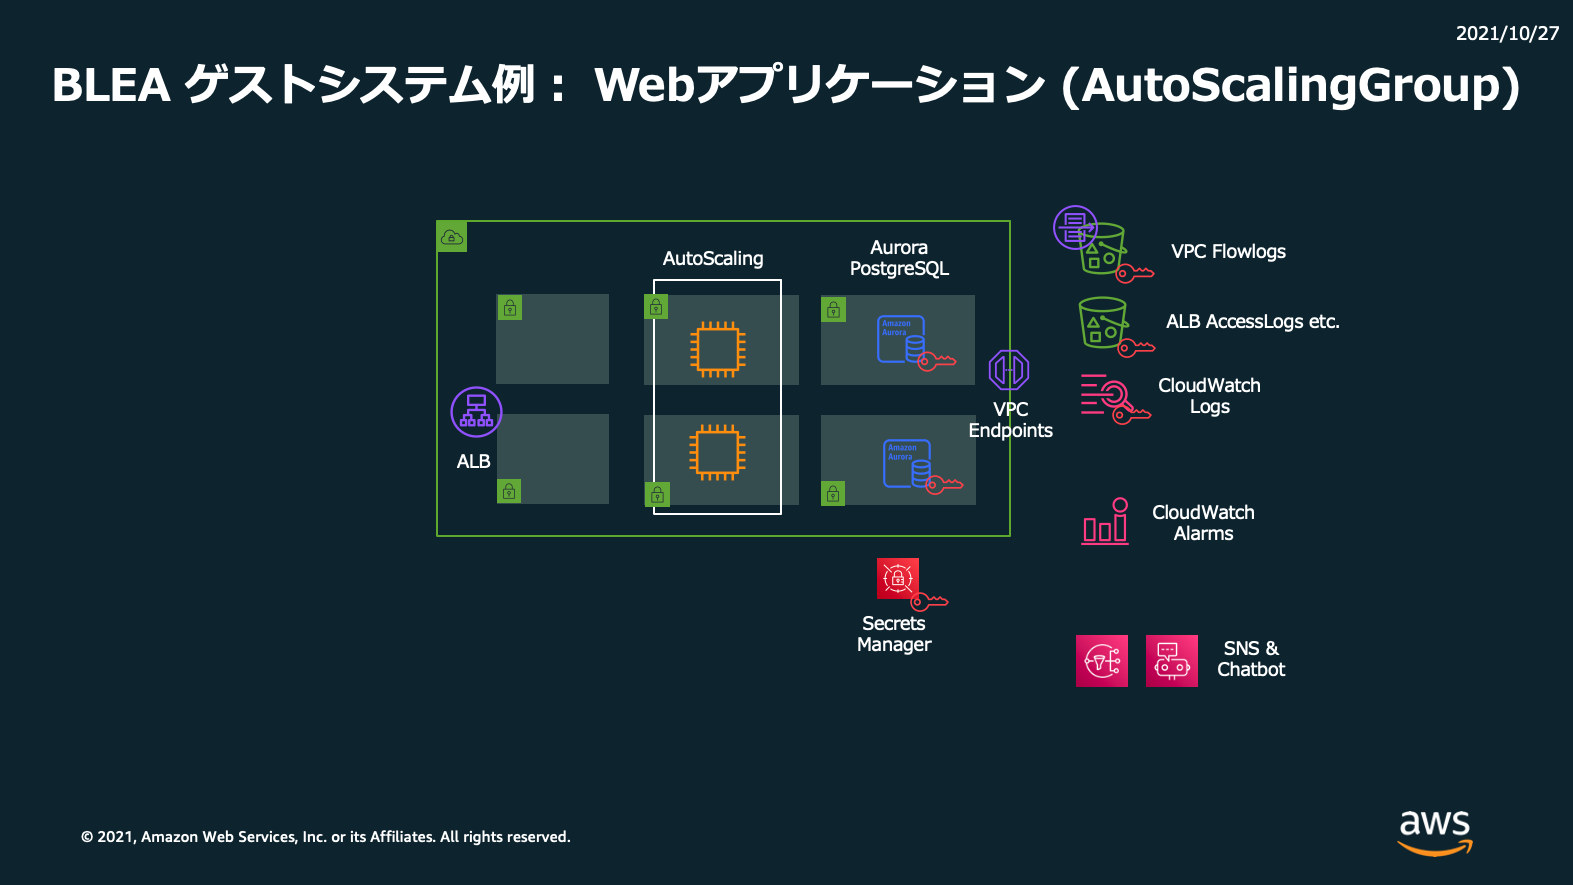 2021/10/27
BLEA ゲストシステム例： Webアプリケーション (AutoScalingGroup)
AutoScaling
Aurora
PostgreSQL
Amazon
Aurora
Amazon
Aurora
ALB
VPC
Endpoints
Secrets
Manager
VPC Flowlogs
ALB AccessLogs etc.
CloudWatch
Logs
CloudWatch
Alarms
SNS &
Chatbot
© 2021, Amazon Web Services, Inc. or its Affiliates. All rights reserved.
aws